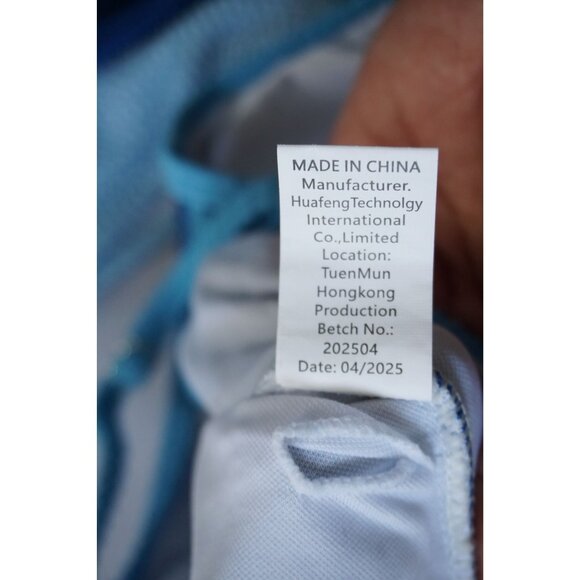 MADE IN CHINA
Manufacturer.
HuafengTechnolgy
International
Co.,Limited
Location:
TuenMun
Hongkong
Production
Betch No.:
202504
Date: 04/2025